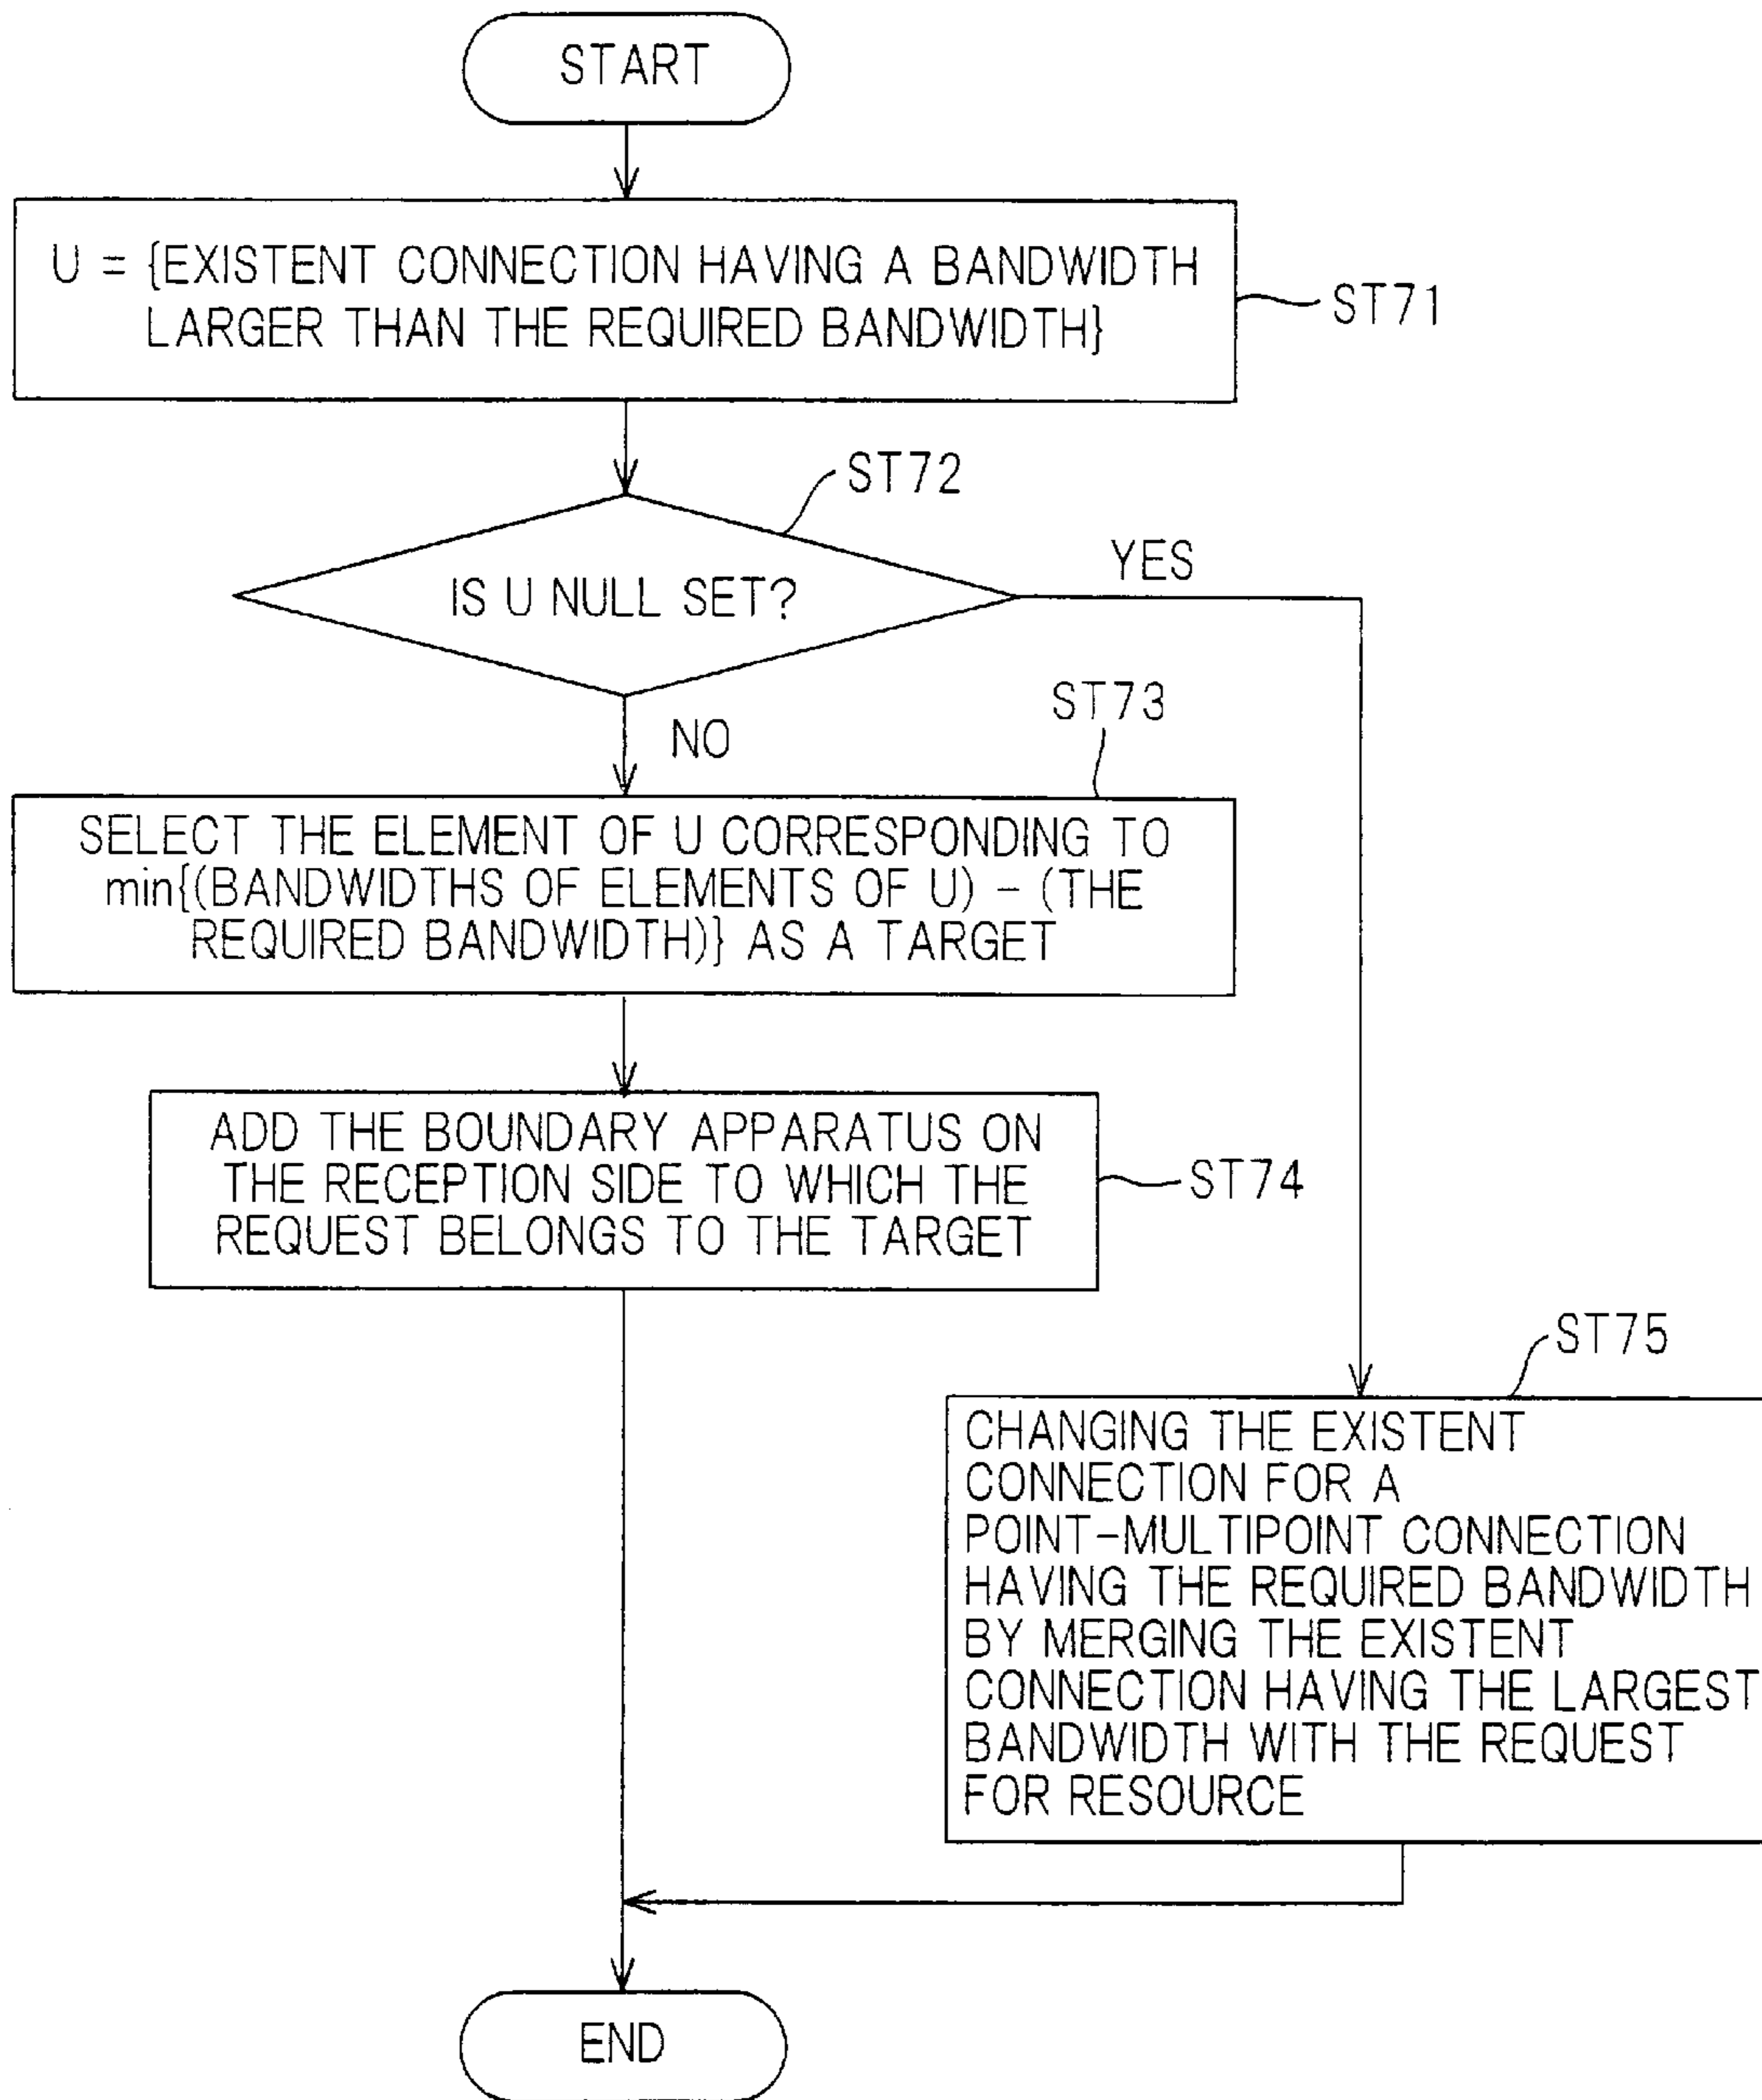 START
U = {EXISTENT CONNECTION HAVING A BANDWIDTH
LARGER THAN THE REQUIRED BANDWIDTH}
ST71
ST72
IS U NULL SET?
YES
NO
ST73
SELECT THE ELEMENT OF U CORRESPONDING TO
min{(BANDWIDTHS OF ELEMENTS OF U) – (THE
REQUIRED BANDWIDTH)} AS A TARGET
ADD THE BOUNDARY APPARATUS ON
THE RECEPTION SIDE TO WHICH THE
REQUEST BELONGS TO THE TARGET
ST74
ST75
CHANGING THE EXISTENT
CONNECTION FOR A
POINT–MULTIPOINT CONNECTION
HAVING THE REQUIRED BANDWIDTH
BY MERGING THE EXISTENT
CONNECTION HAVING THE LARGEST
BANDWIDTH WITH THE REQUEST
FOR RESOURCE
END